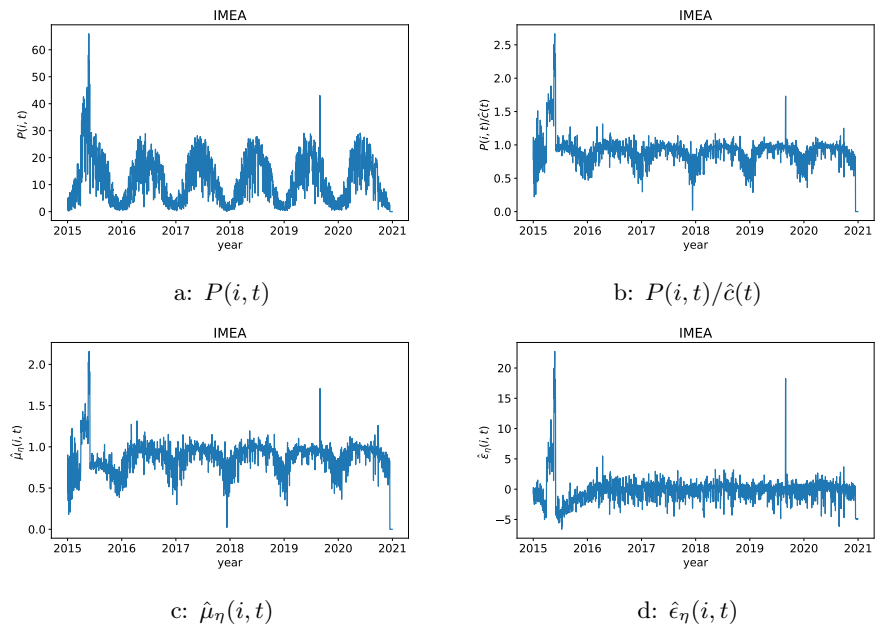 IMEA
60
50
40
30
20
10
0
P(i, t)
2015 2016 2017 2018 2019 2020 2021
year
a: P(i, t)
IMEA
2.5
2.0
1.5
1.0
0.5
0.0
P(i, t)/ĉ(t)
2015 2016 2017 2018 2019 2020 2021
year
b: P(i, t)/ĉ(t)
IMEA
2.0
1.5
1.0
0.5
0.0
μ̂η(i, t)
2015 2016 2017 2018 2019 2020 2021
year
c: μ̂η(i, t)
IMEA
20
15
10
5
0
−5
ε̂η(i, t)
2015 2016 2017 2018 2019 2020 2021
year
d: ϵ̂η(i, t)